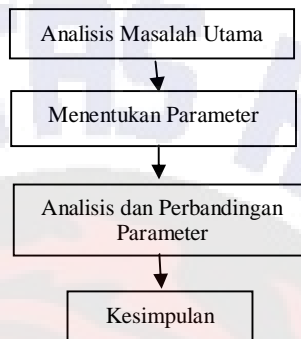 Analisis Masalah Utama
Menentukan Parameter
Analisis dan Perbandingan
Parameter
Kesimpulan